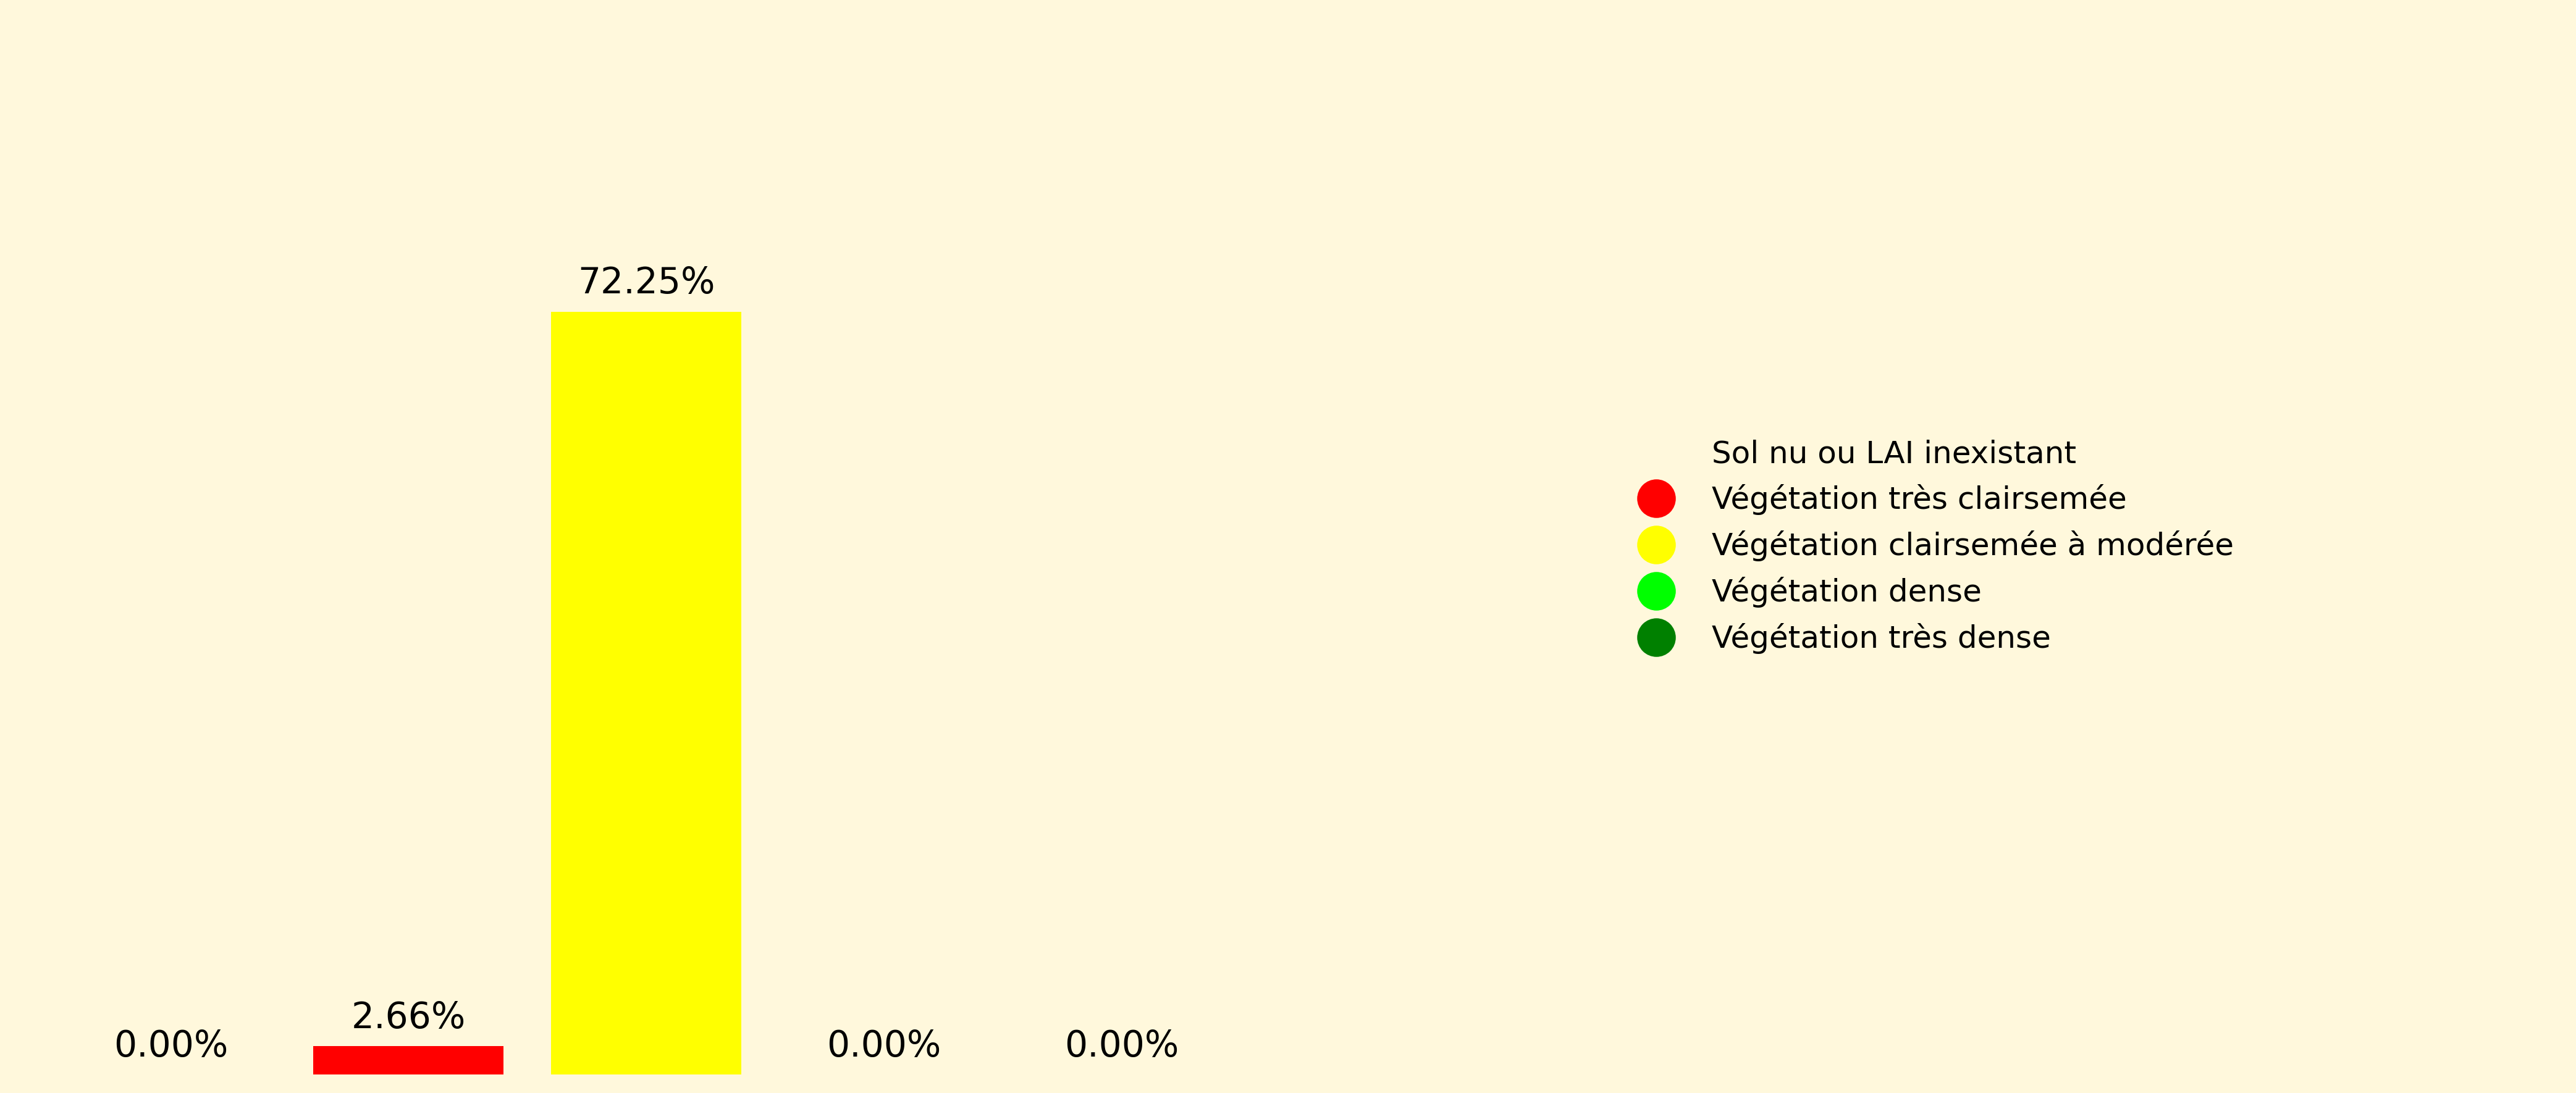 72.25%
2.66%
0.00%
0.00%
0.00%
Sol nu ou LAI inexistant
Végétation très clairsemée
Végétation clairsemée à modérée
Végétation dense
Végétation très dense